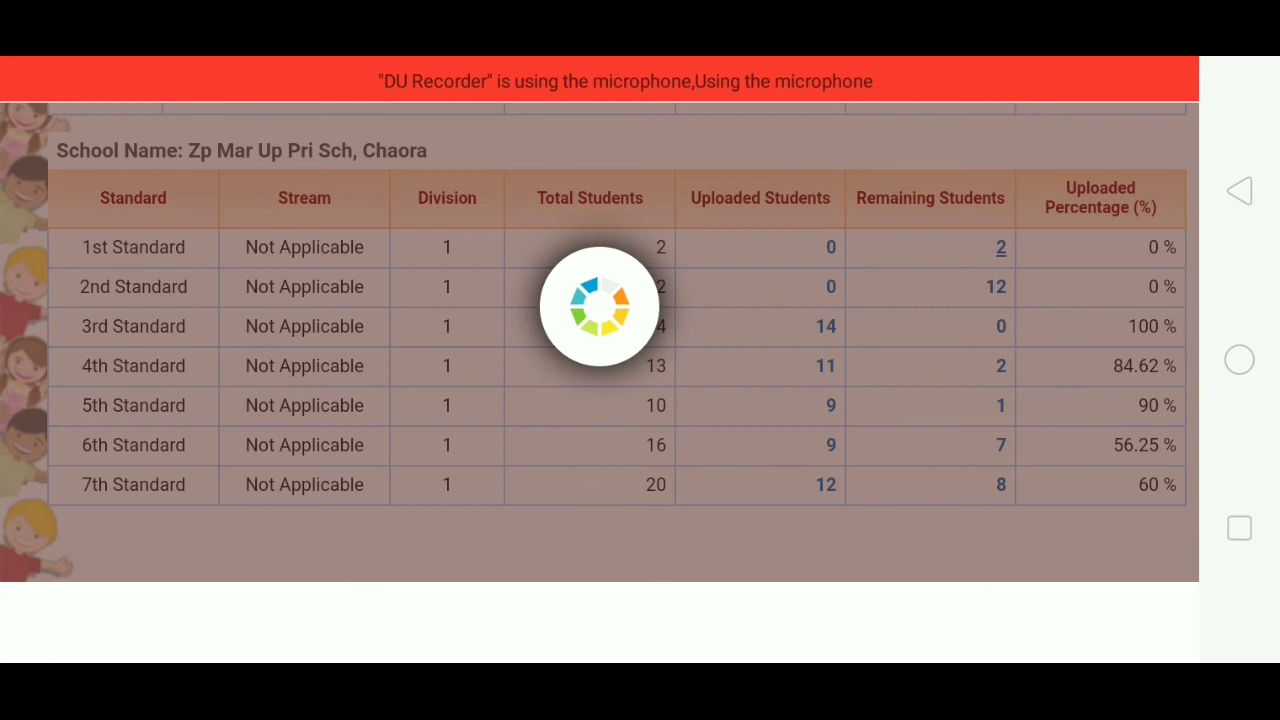 "DU Recorder" is using the microphone,Using the microphone
School Name: Zp Mar Up Pri Sch, Chaora
Standard Stream Division Total Students Uploaded Students Remaining Students Uploaded Percentage (%)
1st Standard Not Applicable 1 2 0 2 0 %
2nd Standard Not Applicable 1 0 12 0 %
3rd Standard Not Applicable 1 14 0 100 %
4th Standard Not Applicable 1 13 11 2 84.62 %
5th Standard Not Applicable 1 10 9 1 90 %
6th Standard Not Applicable 1 16 9 7 56.25 %
7th Standard Not Applicable 1 20 12 8 60 %